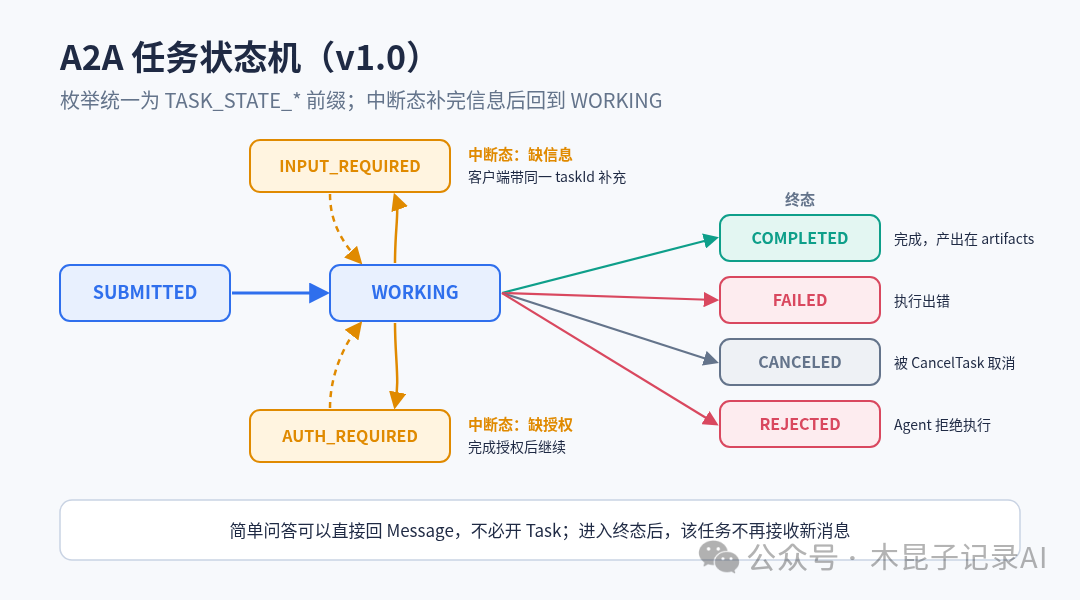 A2A 任务状态机（v1.0）
枚举统一为 TASK_STATE_* 前缀；中断态补完信息后回到 WORKING
INPUT_REQUIRED
中断态：缺信息
客户端带同一 taskId 补充
终态
COMPLETED
完成，产出在 artifacts
SUBMITTED
WORKING
FAILED
执行出错
CANCELED
被 CancelTask 取消
REJECTED
Agent 拒绝执行
AUTH_REQUIRED
中断态：缺授权
完成授权后继续
简单问答可以直接回 Message，不必开 Task；进入终态后，该任务不再接收新消息
公众号 · 木昆子记录AI